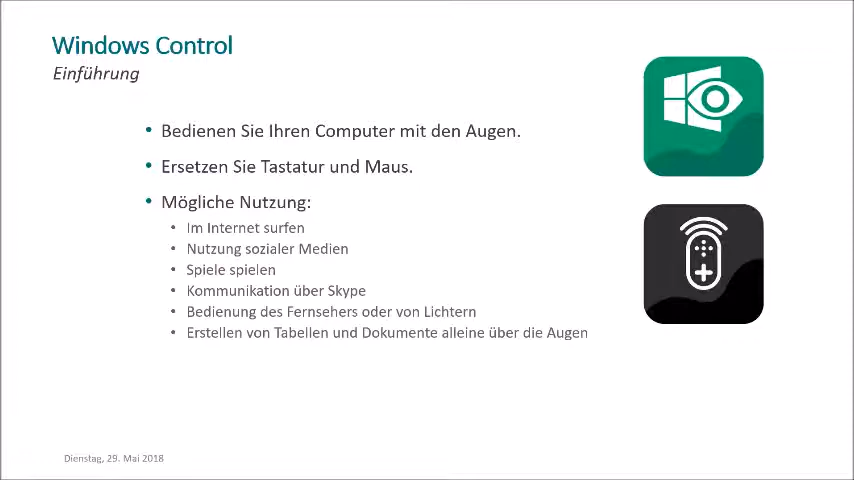 Windows Control
Einführung
• Bedienen Sie Ihren Computer mit den Augen.
• Ersetzen Sie Tastatur und Maus.
• Mögliche Nutzung:
• Im Internet surfen
• Nutzung sozialer Medien
• Spiele spielen
• Kommunikation über Skype
• Bedienung des Fernsehers oder von Lichtern
• Erstellen von Tabellen und Dokumente alleine über die Augen
Dienstag, 29. Mai 2018